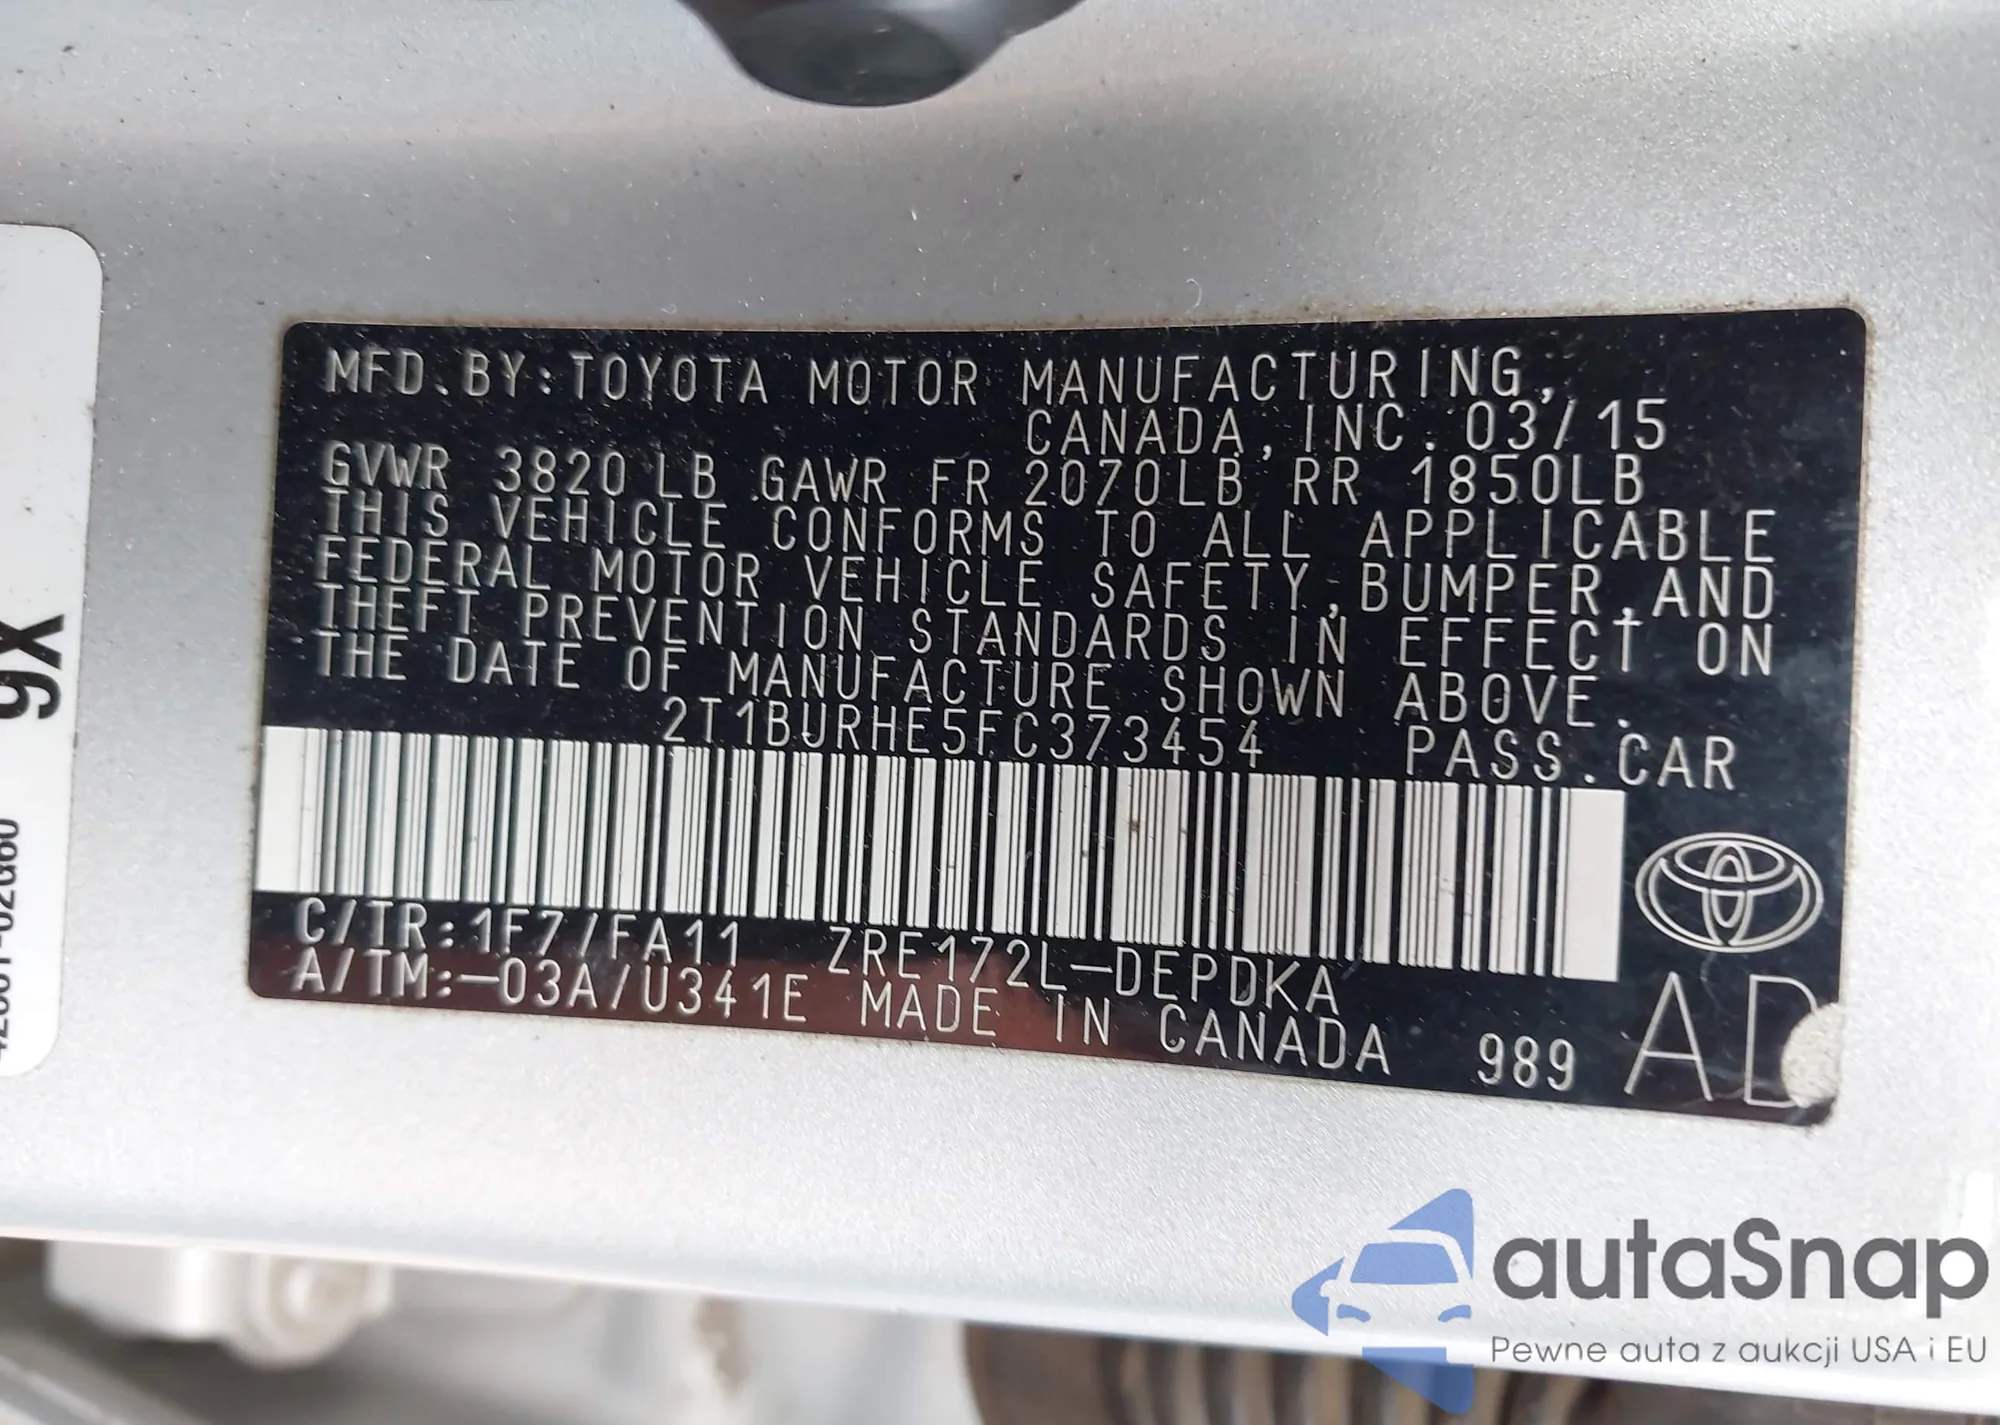 MFD.BY:TOYOTA MOTOR MANUFACTURING,
CANADA,INC. 03/15
GVWR 3820 LB GAWR FR 2070LB RR 1850LB
THIS VEHICLE CONFORMS TO ALL APPLICABLE
FEDERAL MOTOR VEHICLE SAFETY,BUMPER,AND
THEFT PREVENTION STANDARDS IN EFFECT ON
THE DATE OF MANUFACTURE SHOWN ABOVE.
2T1BURHE5FC373454 PASS.CAR
C/TR:1F7/FA11 ZRE172L-DEPDKA
A/TM:-03A/U341E MADE IN CANADA 989
AD
9X
autaSnap
Pewne auta z aukcji USA i EU